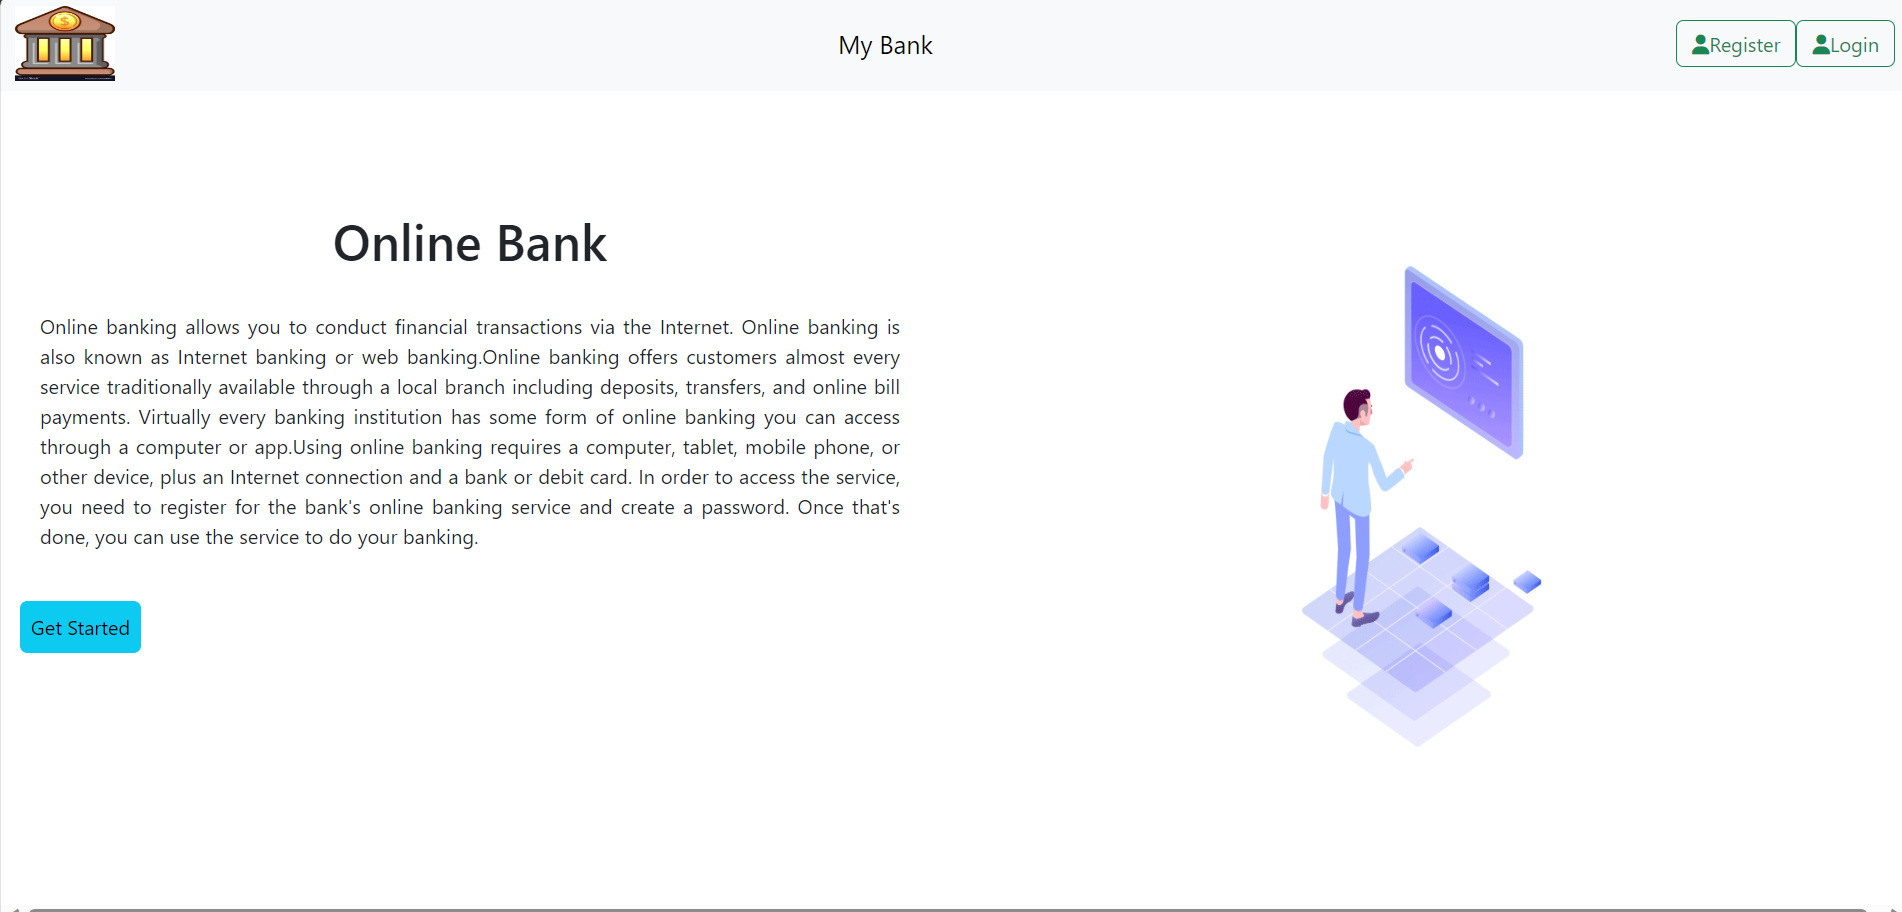 My Bank
Register
Login
Online Bank
Online banking allows you to conduct financial transactions via the Internet. Online banking is
also known as Internet banking or web banking.Online banking offers customers almost every
service traditionally available through a local branch including deposits, transfers, and online bill
payments. Virtually every banking institution has some form of online banking you can access
through a computer or app.Using online banking requires a computer, tablet, mobile phone, or
other device, plus an Internet connection and a bank or debit card. In order to access the service,
you need to register for the bank's online banking service and create a password. Once that's
done, you can use the service to do your banking.
Get Started